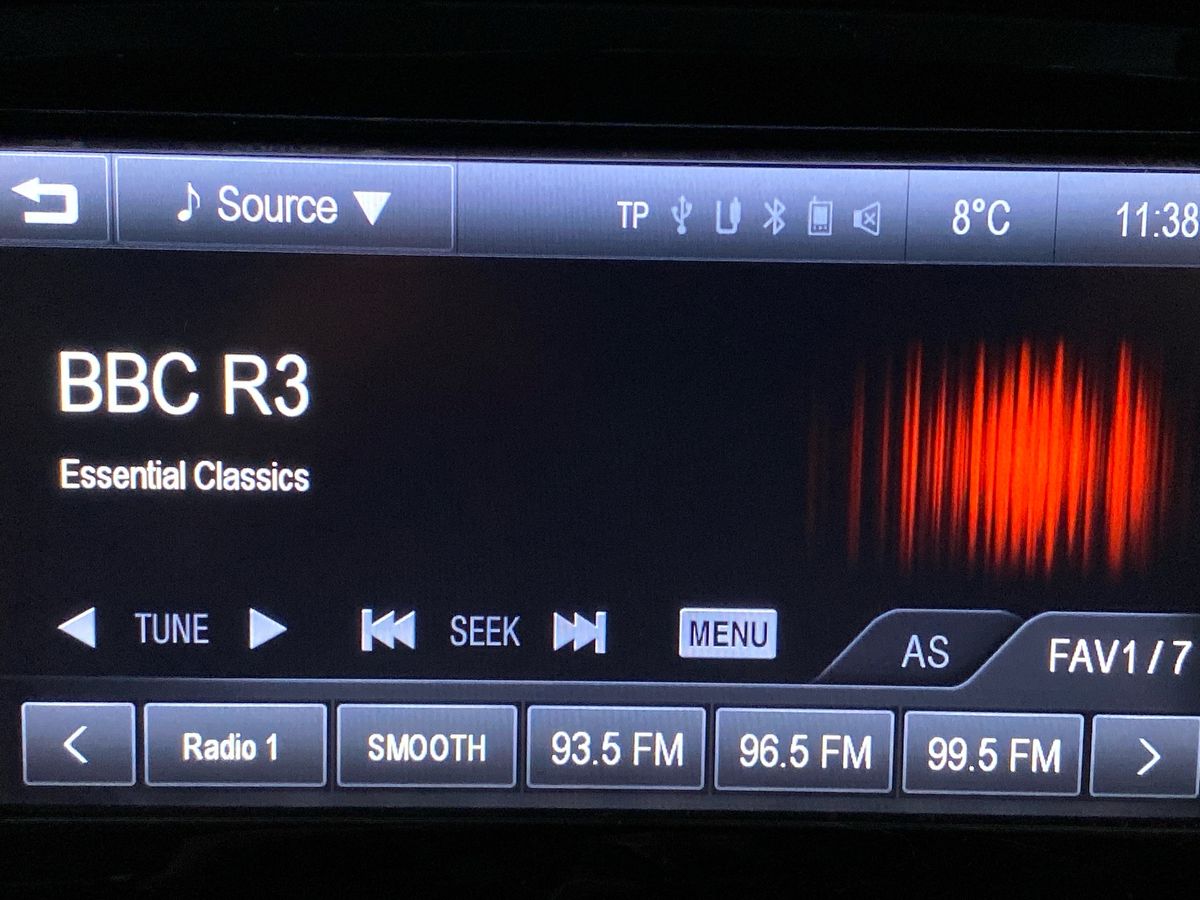 Source TP 8°C 11:38
BBC R3
Essential Classics
TUNE SEEK MENU AS FAV1 / 7
Radio 1 SMOOTH 93.5 FM 96.5 FM 99.5 FM